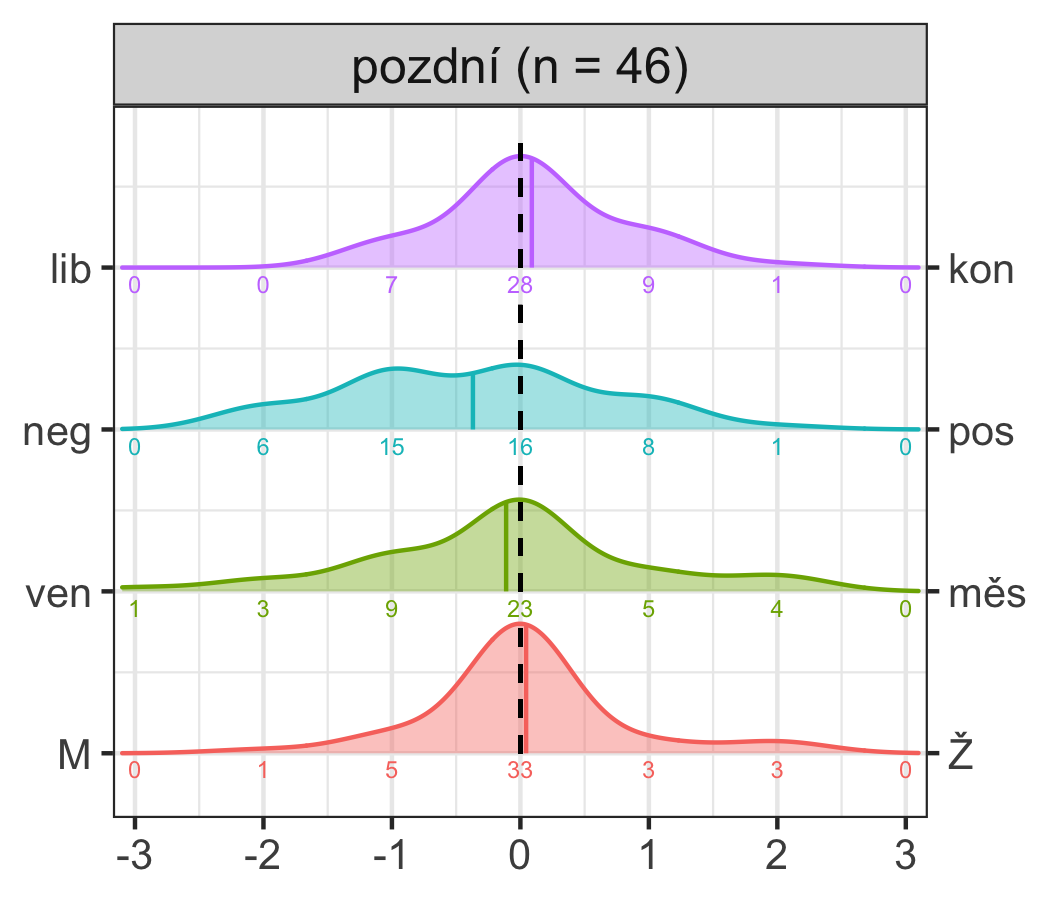 pozdní (n = 46)
lib kon
0 0 7 28 9 1 0
neg pos
0 6 15 16 8 1 0
ven měs
1 3 9 23 5 4 0
M Ž
0 1 5 33 3 3 0
-3 -2 -1 0 1 2 3